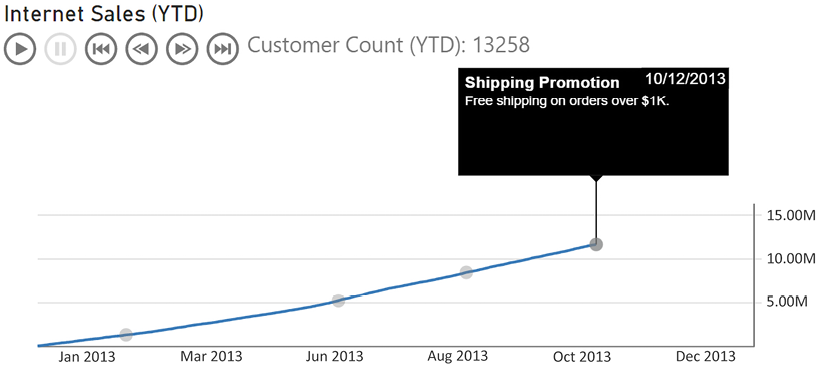 Internet Sales (YTD)
Customer Count (YTD): 13258
Shipping Promotion 10/12/2013
Free shipping on orders over $1K.
15.00M
10.00M
5.00M
Jan 2013 Mar 2013 Jun 2013 Aug 2013 Oct 2013 Dec 2013